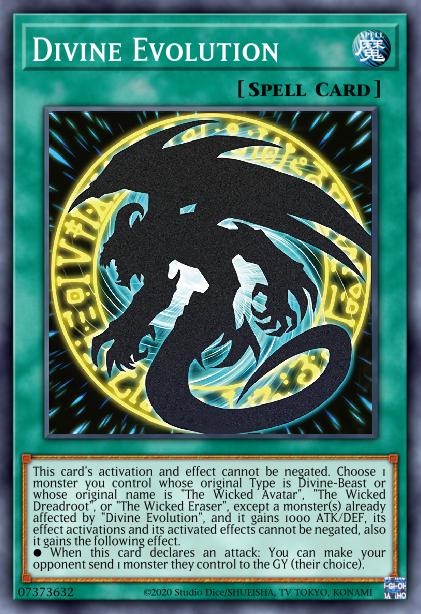 DIVINE EVOLUTION
SPELL
魔
[SPELL CARD]
This card's activation and effect cannot be negated. Choose 1
monster you control whose original Type is Divine-Beast or
whose original name is "The Wicked Avatar", "The Wicked
Dreadroot", or "The Wicked Eraser", except a monster(s) already
affected by "Divine Evolution", and it gains 1000 ATK/DEF, its
effect activations and its activated effects cannot be negated, also
it gains the following effect.
● When this card declares an attack: You can make your
opponent send 1 monster they control to the GY (their choice).
07373632 ©2020 Studio Dice/SHUEISHA, TV TOKYO, KONAMI